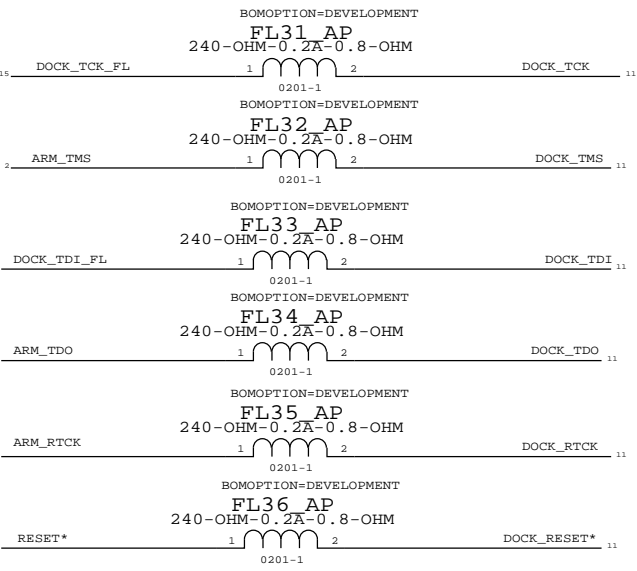 BOMOPTION=DEVELOPMENT
FL31_AP
240-OHM-0.2A-0.8-OHM
15 DOCK_TCK_FL 1 2 DOCK_TCK 11
0201-1
BOMOPTION=DEVELOPMENT
FL32_AP
240-OHM-0.2A-0.8-OHM
2 ARM_TMS 1 2 DOCK_TMS 11
0201-1
BOMOPTION=DEVELOPMENT
FL33_AP
240-OHM-0.2A-0.8-OHM
DOCK_TDI_FL 1 2 DOCK_TDI 11
0201-1
BOMOPTION=DEVELOPMENT
FL34_AP
240-OHM-0.2A-0.8-OHM
ARM_TDO 1 2 DOCK_TDO 11
0201-1
BOMOPTION=DEVELOPMENT
FL35_AP
240-OHM-0.2A-0.8-OHM
ARM_RTCK 1 2 DOCK_RTCK 11
0201-1
BOMOPTION=DEVELOPMENT
FL36_AP
240-OHM-0.2A-0.8-OHM
RESET* 1 2 DOCK_RESET* 11
0201-1